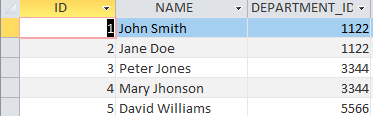 ID NAME DEPARTMENT_ID
1 John Smith 1122
2 Jane Doe 1122
3 Peter Jones 3344
4 Mary Jhonson 3344
5 David Williams 5566